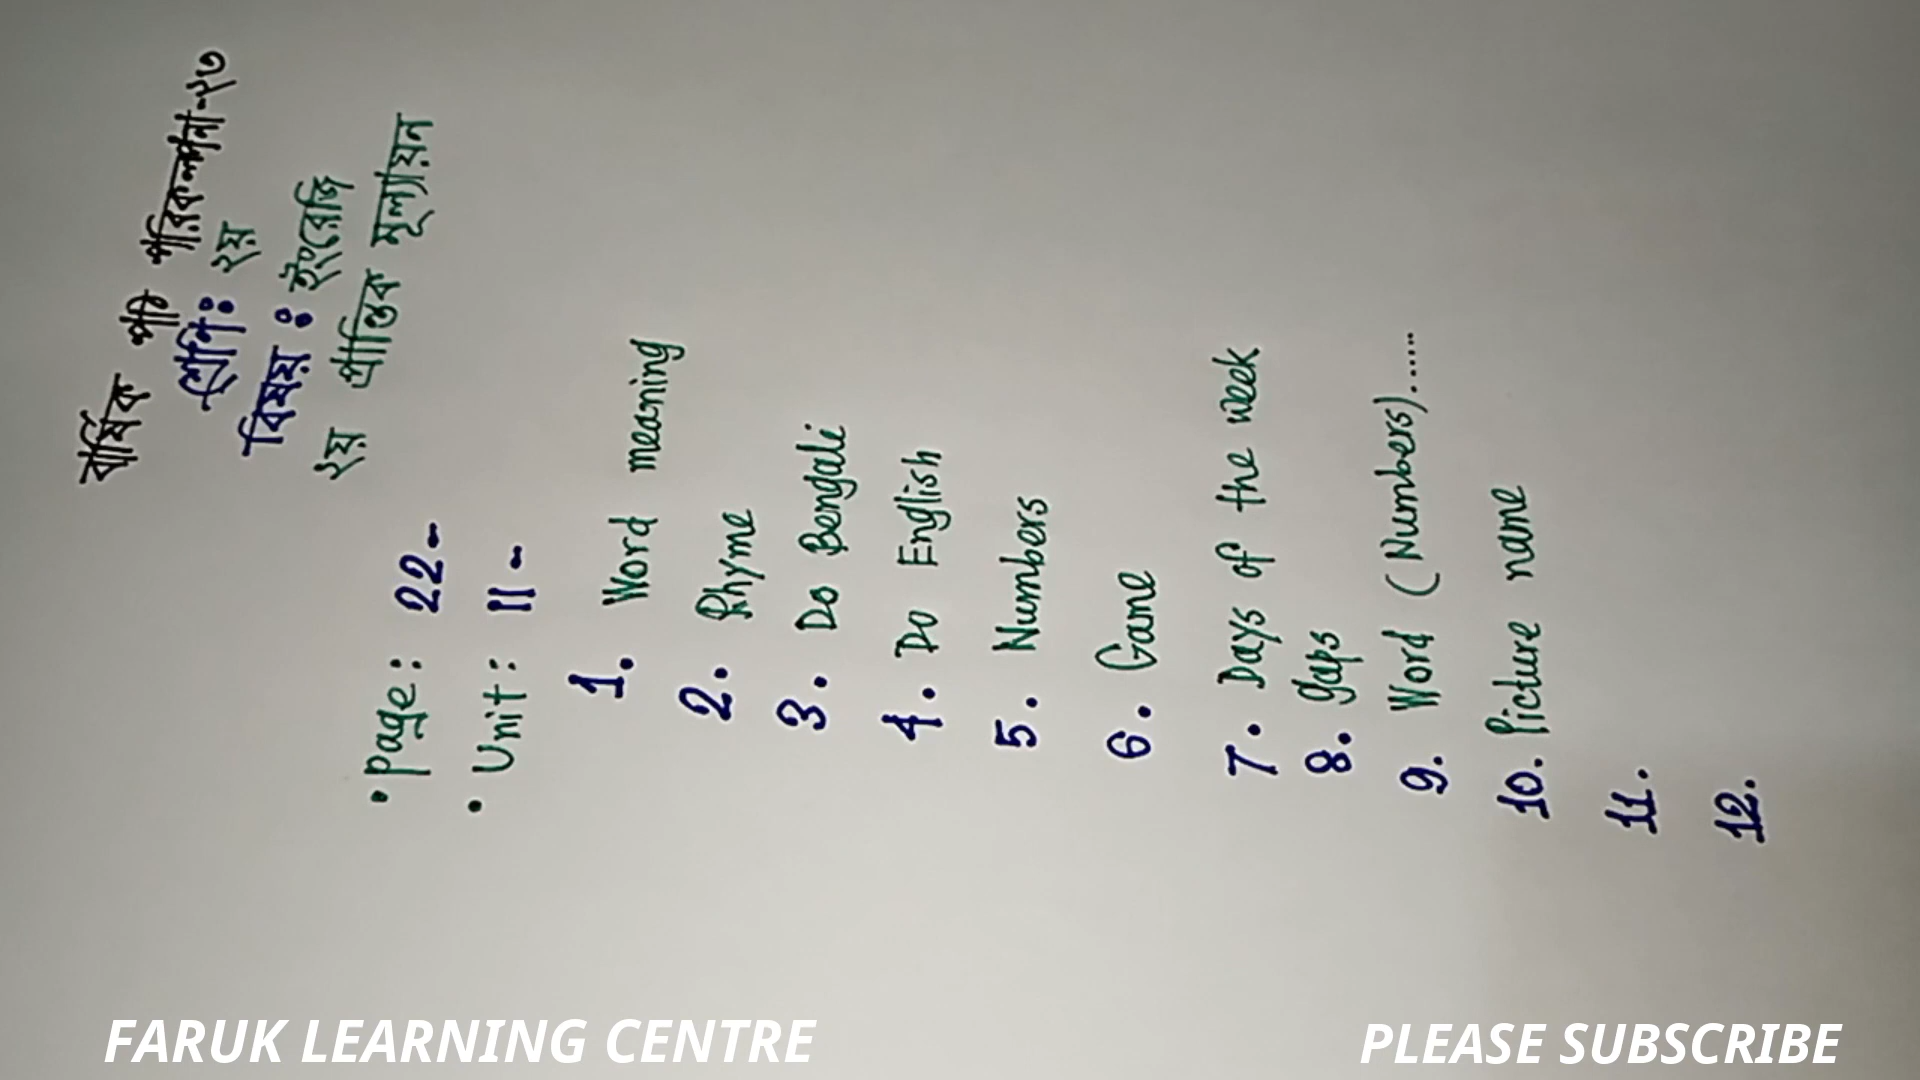 বার্ষিক পাঠ পরিকল্পনা-২৩
শ্রেণি: ২য়
বিষয় : ইংরেজি
২য় প্রান্তিক মূল্যায়ন
• Page: 22-
• Unit: 11-
1. Word meaning
2. Rhyme
3. Do Bengali
4. Do English
5. Numbers
6. Game
7. Days of the week
8. gaps
9. Word (Numbers)......
10. Picture name
11.
12.
FARUK LEARNING CENTRE
PLEASE SUBSCRIBE